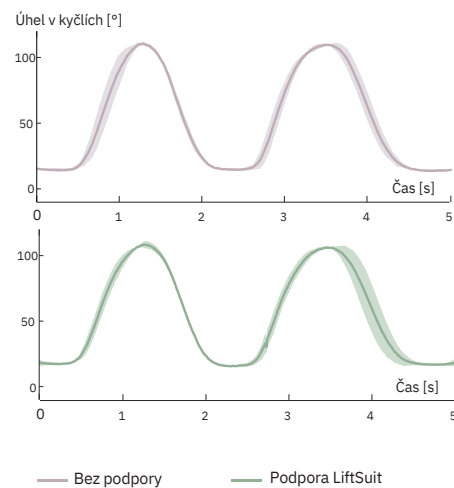 Úhel v kyčlích [°]
100
50
0
Čas [s]
0 1 2 3 4 5
100
50
0
Čas [s]
0 1 2 3 4 5
Bez podpory
Podpora LiftSuit